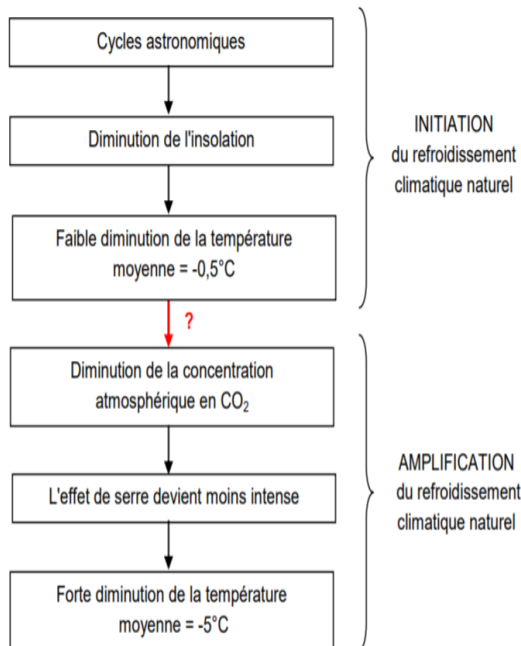 Cycles astronomiques
Diminution de l'insolation
INITIATION
du refroidissement
climatique naturel
Faible diminution de la température
moyenne = -0,5°C
?
Diminution de la concentration
atmosphérique en CO₂
L'effet de serre devient moins intense
AMPLIFICATION
du refroidissement
climatique naturel
Forte diminution de la température
moyenne = -5°C